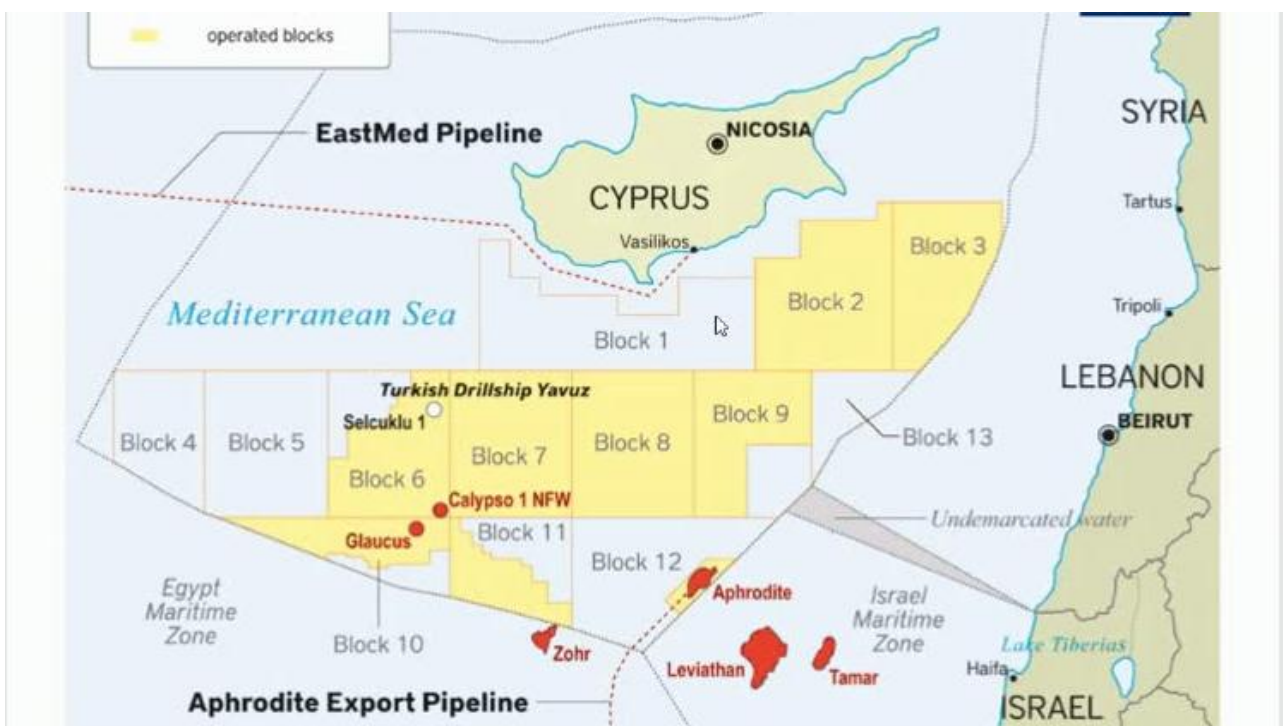 operated blocks
EastMed Pipeline
NICOSIA
SYRIA
CYPRUS
Tartus
Vasilikos
Block 3
Mediterranean Sea
Block 2
Tripoli
Block 1
LEBANON
Turkish Drillship Yavuz
Selcuklu 1
Block 9
BEIRUT
Block 4
Block 5
Block 7
Block 8
Block 13
Block 6
Calypso 1 NFW
Undemarcated water
Glaucus
Block 11
Block 12
Egypt
Maritime
Zone
Aphrodite
Israel
Maritime
Zone
Block 10
Zohr
Lake Tiberias
Leviathan
Tamar
Haifa
Aphrodite Export Pipeline
ISRAEL